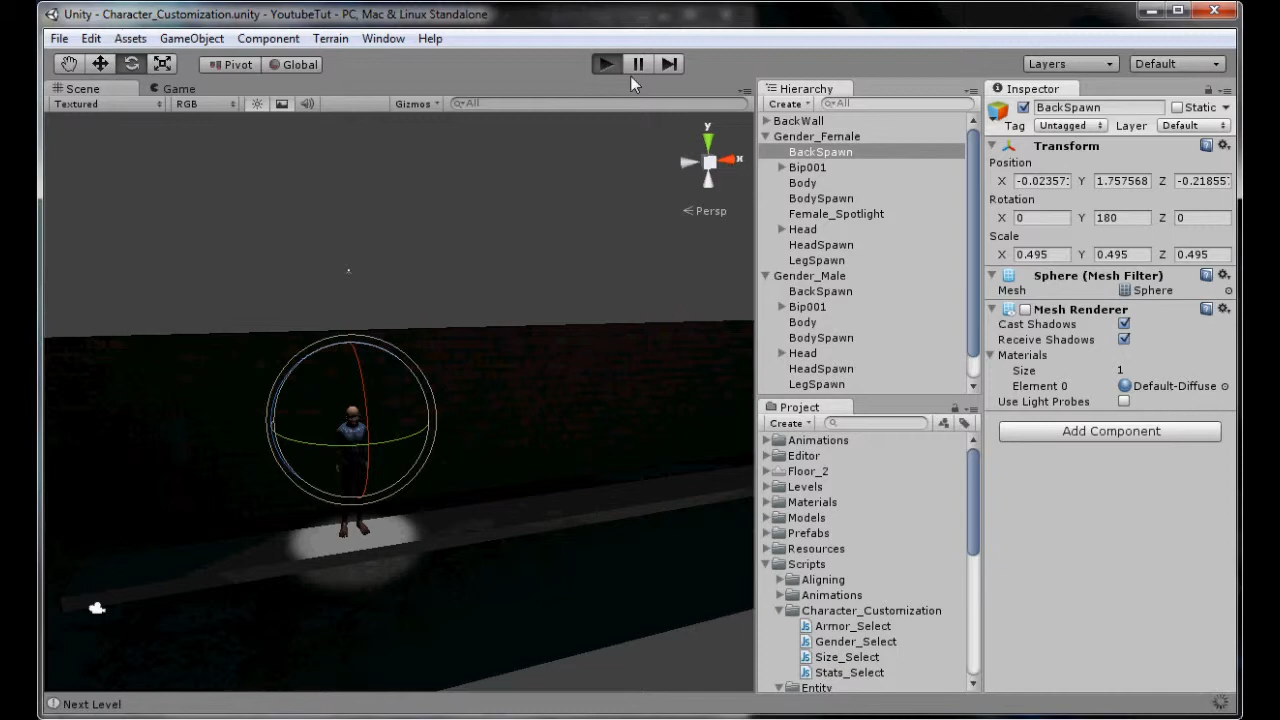 Unity - Character_Customization.unity - YoutubeTut - PC, Mac & Linux Standalone
File Edit Assets GameObject Component Terrain Window Help
Pivot Global Layers Default
Scene Game
Textured RGB Gizmos All
y
x
Persp
Hierarchy
Create All
BackWall
Gender_Female
BackSpawn
Bip001
Body
BodySpawn
Female_Spotlight
Head
HeadSpawn
LegSpawn
Gender_Male
BackSpawn
Bip001
Body
BodySpawn
Head
HeadSpawn
LegSpawn
Project
Create
Animations
Editor
Floor_2
Levels
Materials
Models
Prefabs
Resources
Scripts
Aligning
Animations
Character_Customization
Armor_Select
Gender_Select
Size_Select
Stats_Select
Entity
Inspector
BackSpawn Static
Tag Untagged Layer Default
Transform
Position
X -0.02357 Y 1.757568 Z -0.21855
Rotation
X 0 Y 180 Z 0
Scale
X 0.495 Y 0.495 Z 0.495
Sphere (Mesh Filter)
Mesh Sphere
Mesh Renderer
Cast Shadows
Receive Shadows
Materials
Size 1
Element 0 Default-Diffuse
Use Light Probes
Add Component
Next Level